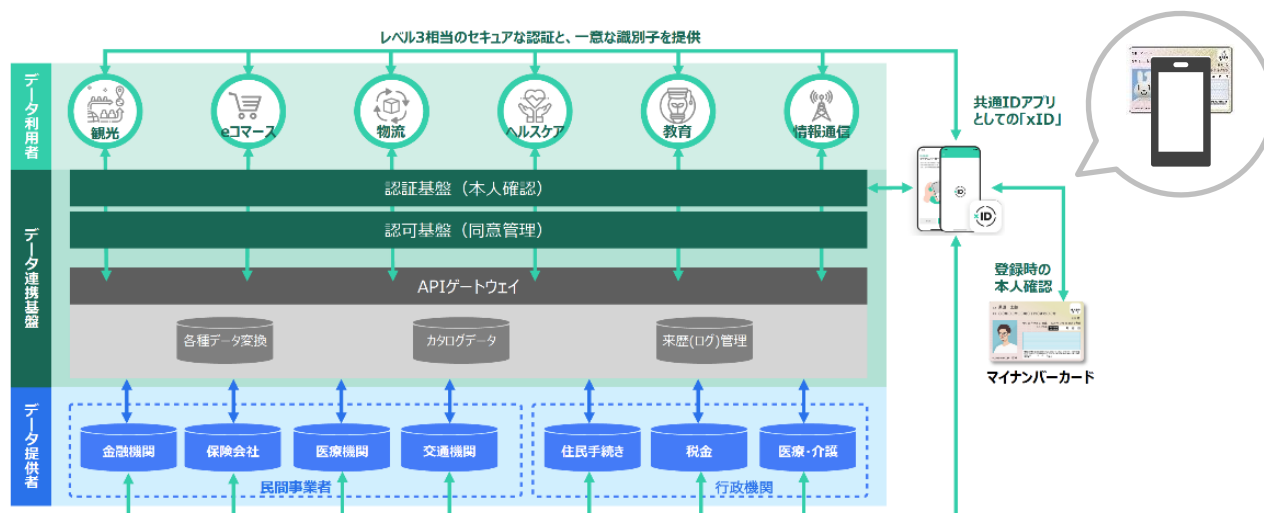 レベル3相当のセキュアな認証と、一意な識別子を提供
データ利用者
観光
eコマース
物流
ヘルスケア
教育
情報通信
共通IDアプリ
としての「xID」
データ連携基盤
認証基盤（本人確認）
認可基盤（同意管理）
APIゲートウェイ
各種データ変換
カタログデータ
来歴(ログ)管理
xID
登録時の
本人確認
マイナンバーカード
データ提供者
金融機関
保険会社
医療機関
交通機関
住民手続き
税金
医療・介護
民間事業者
行政機関